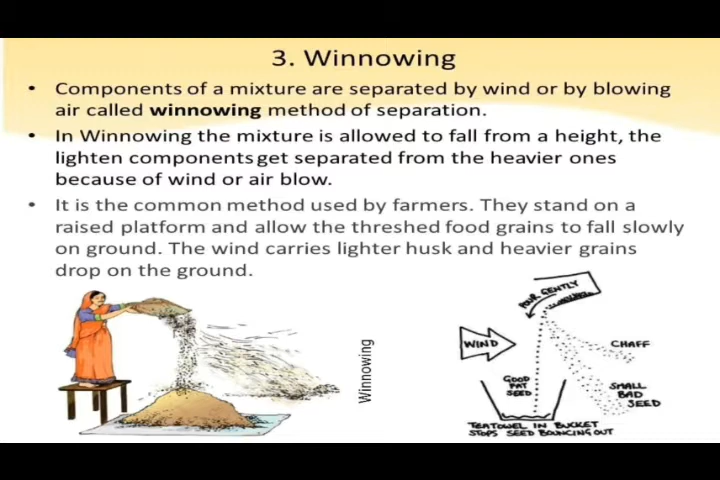 3. Winnowing
• Components of a mixture are separated by wind or by blowing
air called winnowing method of separation.
• In Winnowing the mixture is allowed to fall from a height, the
lighten components get separated from the heavier ones
because of wind or air blow.
• It is the common method used by farmers. They stand on a
raised platform and allow the threshed food grains to fall slowly
on ground. The wind carries lighter husk and heavier grains
drop on the ground.
Winnowing
POUR GENTLY
WIND
CHAFF
GOOD
FAT
SEED
SMALL
BAD
SEED
TEATOWEL IN BUCKET
STOPS SEED BOUNCING OUT